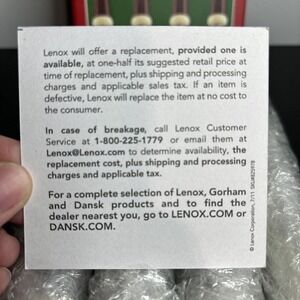 Lenox will offer a replacement, provided one is
available, at one-half its suggested retail price at
time of replacement, plus shipping and processing
charges and applicable sales tax. If an item is
defective, Lenox will replace the item at no cost to
the consumer.
In case of breakage, call Lenox Customer
Service at 1-800-225-1779 or email them at
Lenox@Lenox.com to determine availability, the
replacement cost, plus shipping and processing
charges and applicable tax.
For a complete selection of Lenox, Gorham
and Dansk products and to find the
dealer nearest you, go to LENOX.COM or
DANSK.COM.
© Lenox Corporation, 7/11